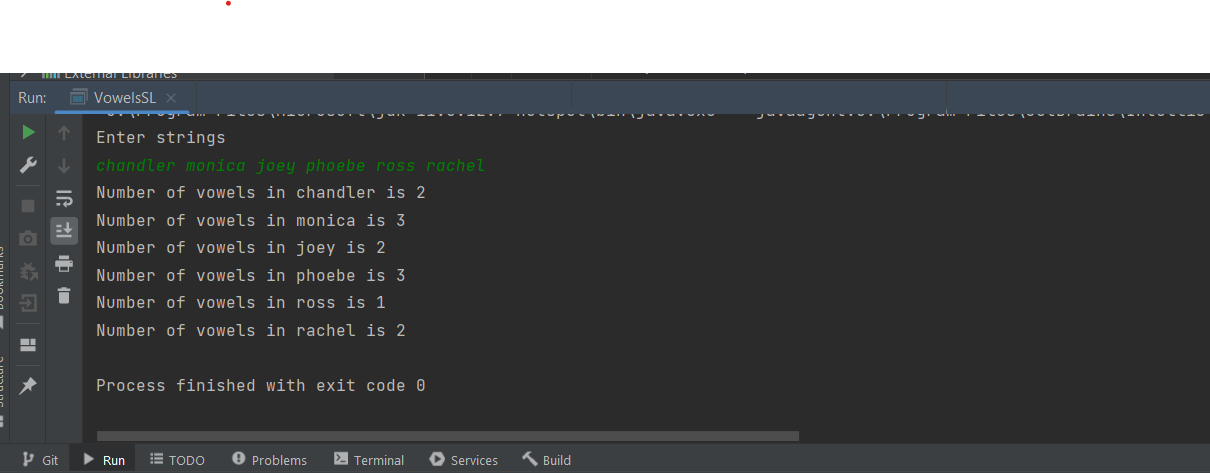 External Libraries
Run: VowelsSL
Enter strings
chandler monica joey phoebe ross rachel
Number of vowels in chandler is 2
Number of vowels in monica is 3
Number of vowels in joey is 2
Number of vowels in phoebe is 3
Number of vowels in ross is 1
Number of vowels in rachel is 2
Process finished with exit code 0
Git Run TODO Problems Terminal Services Build